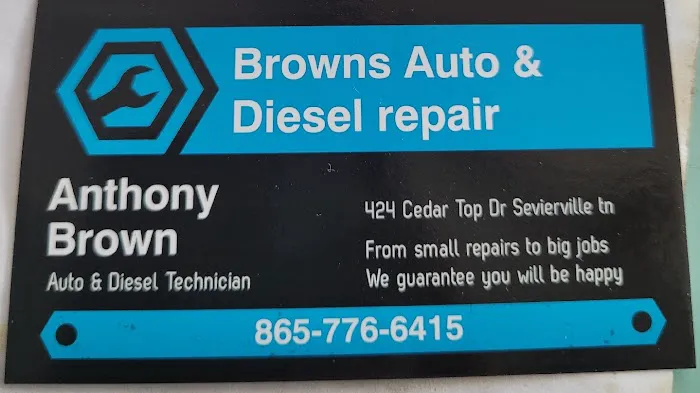 Browns Auto &
Diesel repair
Anthony
Brown
Auto & Diesel Technician
424 Cedar Top Dr Sevierville tn
From small repairs to big jobs
We guarantee you will be happy
865-776-6415